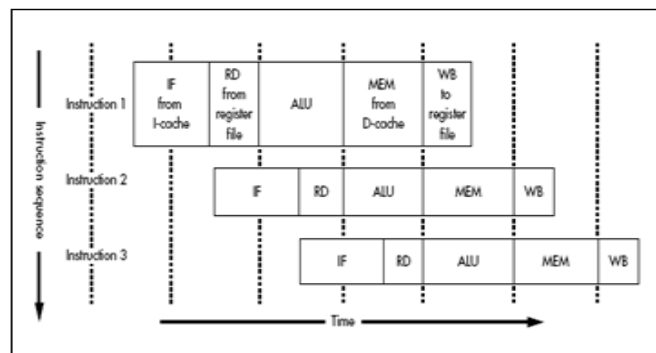 Instruction sequence
Instruction 1
IF
from
I-cache
RD
from
register
file
ALU
MEM
from
D-cache
WB
to
register
file
Instruction 2
IF
RD
ALU
MEM
WB
Instruction 3
IF
RD
ALU
MEM
WB
Time